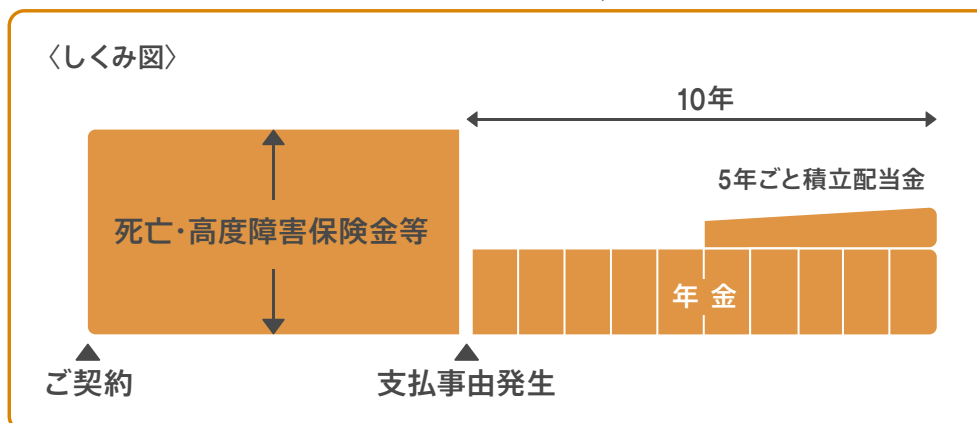 〈しくみ図〉
10年
5年ごと積立配当金
死亡・高度障害保険金等
年金
ご契約
支払事由発生